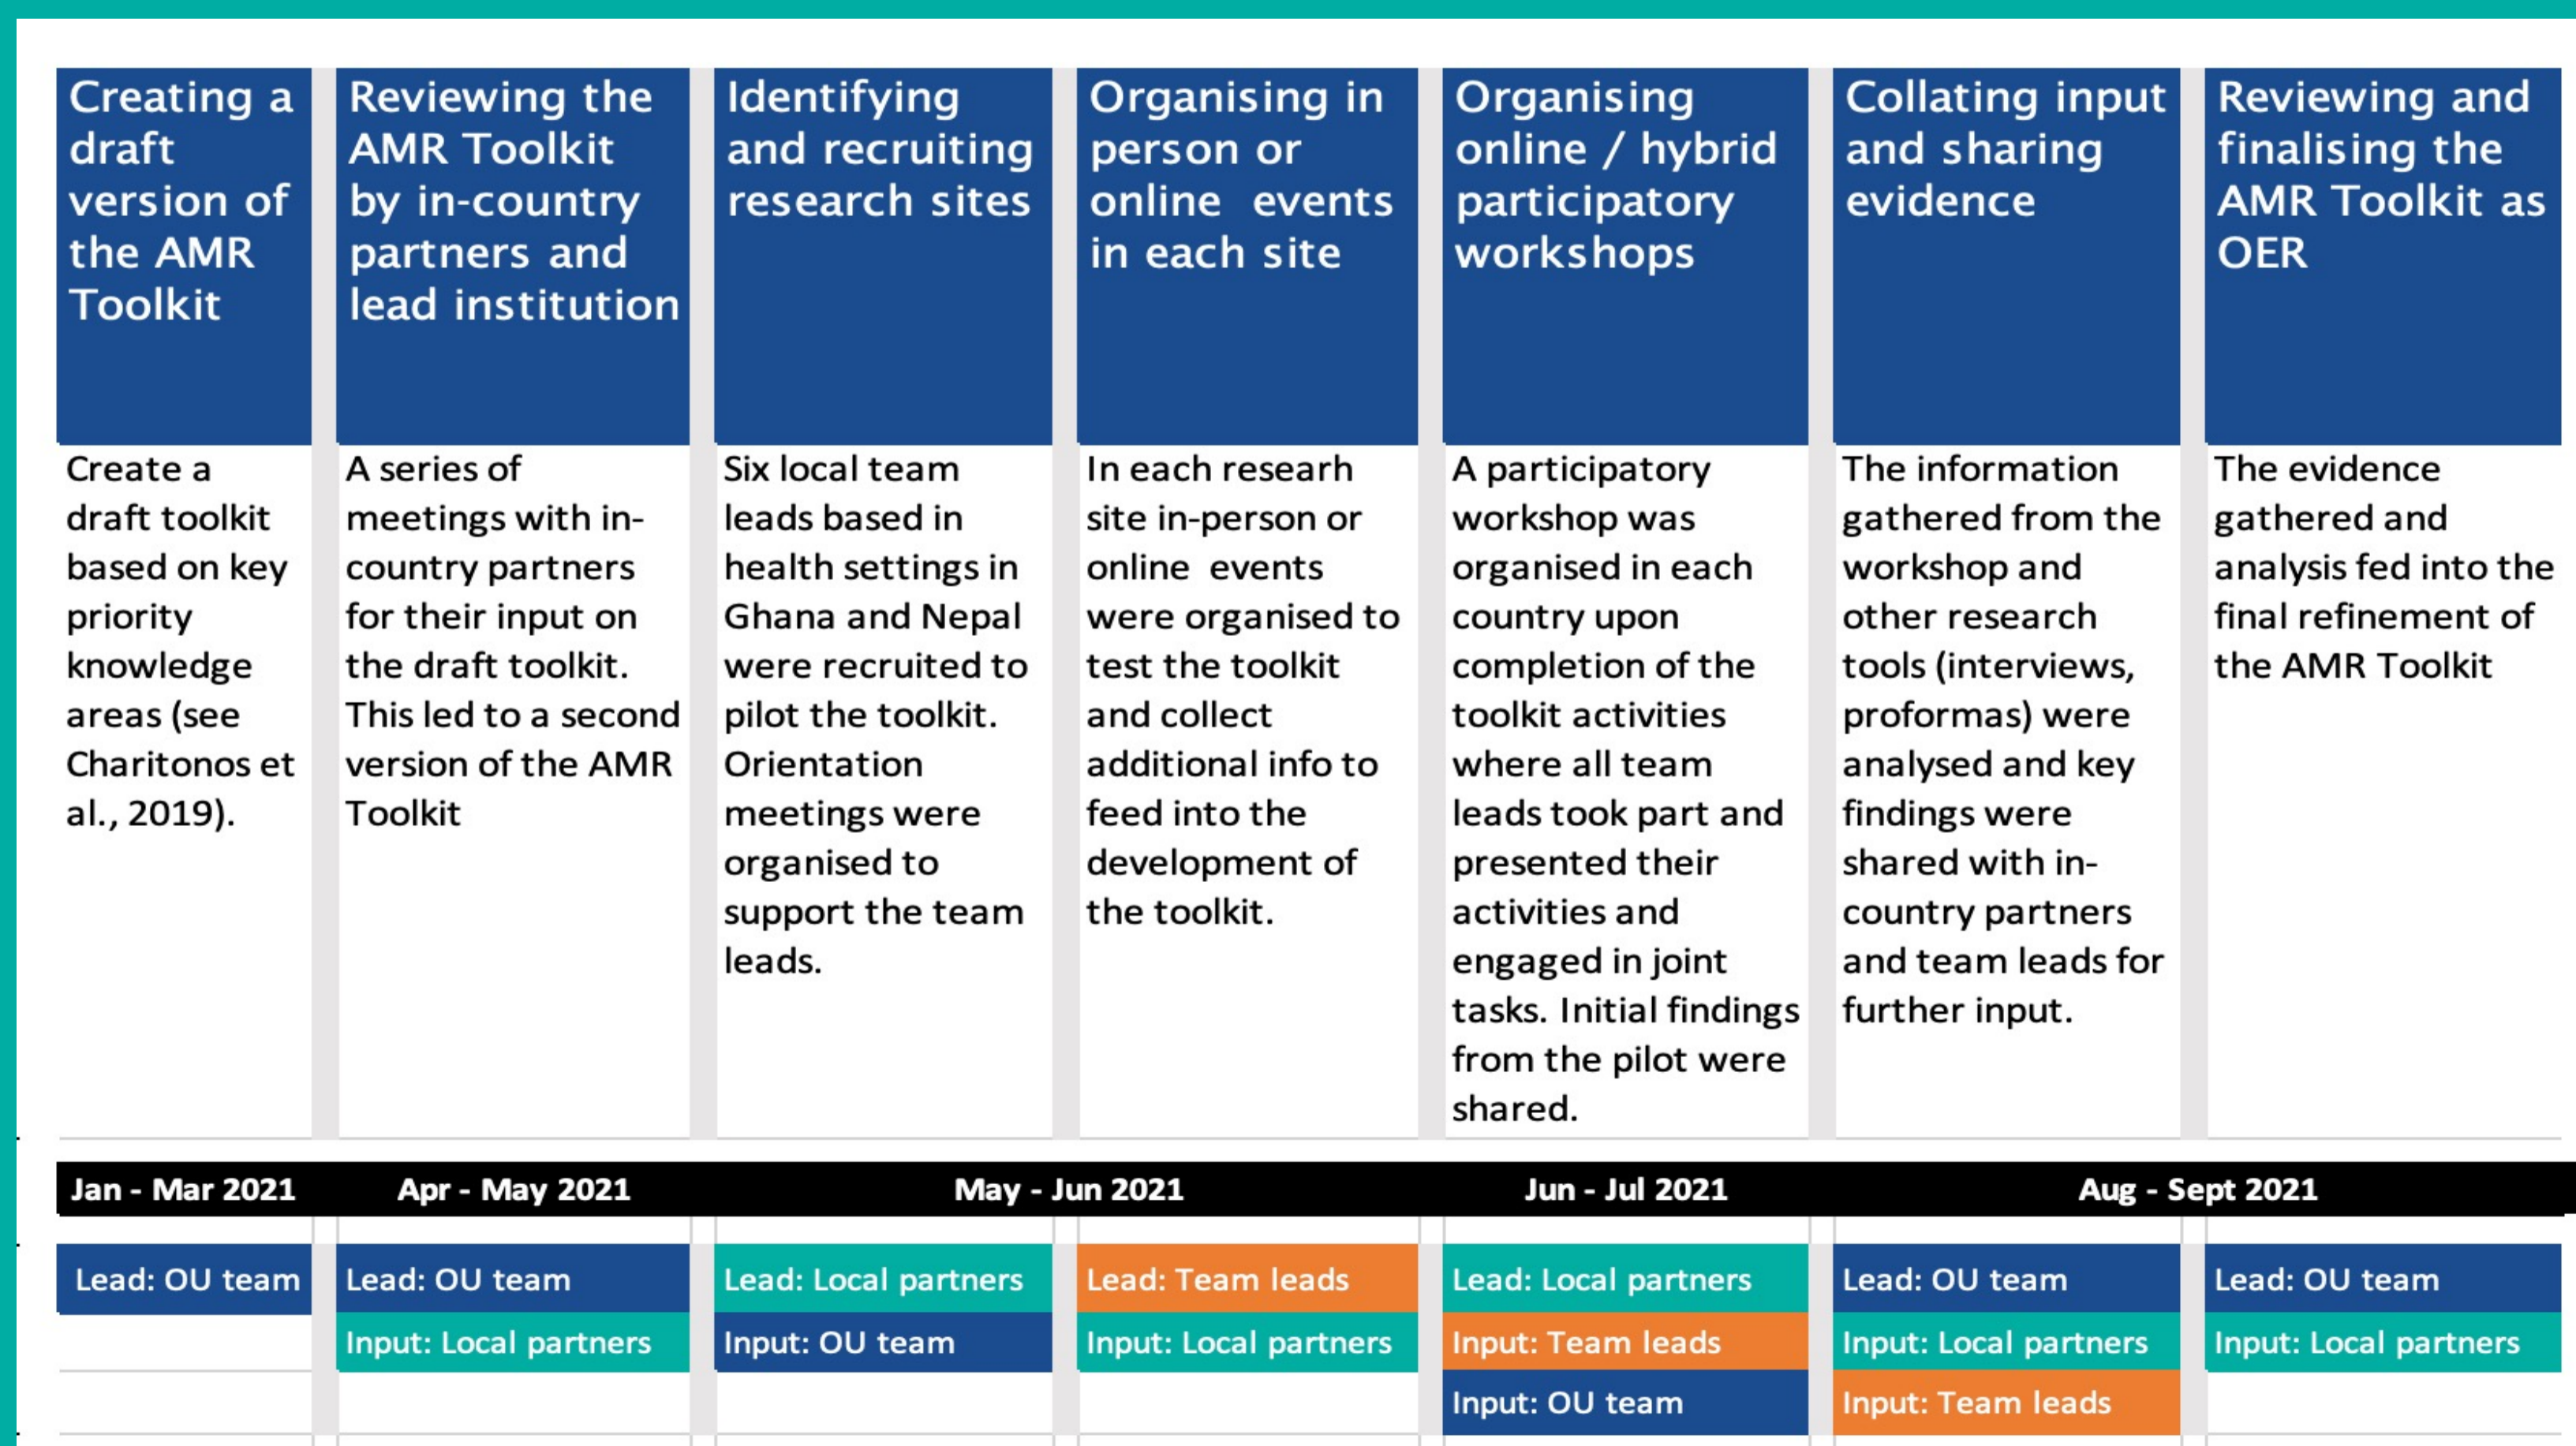 Creating a
draft
version of
the AMR
Toolkit
Reviewing the
AMR Toolkit
by in-country
partners and
lead institution
Identifying
and recruiting
research sites
Organising in
person or
online events
in each site
Organising
online / hybrid
participatory
workshops
Collating input
and sharing
evidence
Reviewing and
finalising the
AMR Toolkit as
OER
Create a
draft toolkit
based on key
priority
knowledge
areas (see
Charitonos et
al., 2019).
A series of
meetings with in-
country partners
for their input on
the draft toolkit.
This led to a second
version of the AMR
Toolkit
Six local team
leads based in
health settings in
Ghana and Nepal
were recruited to
pilot the toolkit.
Orientation
meetings were
organised to
support the team
leads.
In each researh
site in-person or
online events
were organised to
test the toolkit
and collect
additional info to
feed into the
development of
the toolkit.
A participatory
workshop was
organised in each
country upon
completion of the
toolkit activities
where all team
leads took part and
presented their
activities and
engaged in joint
tasks. Initial findings
from the pilot were
shared.
The information
gathered from the
workshop and
other research
tools (interviews,
proformas) were
analysed and key
findings were
shared with in-
country partners
and team leads for
further input.
The evidence
gathered and
analysis fed into the
final refinement of
the AMR Toolkit
Jan - Mar 2021
Apr - May 2021
May - Jun 2021
Jun - Jul 2021
Aug - Sept 2021
Lead: OU team
Lead: OU team
Input: Local partners
Lead: Local partners
Input: OU team
Lead: Team leads
Input: Local partners
Lead: Local partners
Input: Team leads
Input: OU team
Lead: OU team
Input: Local partners
Input: Team leads
Lead: OU team
Input: Local partners